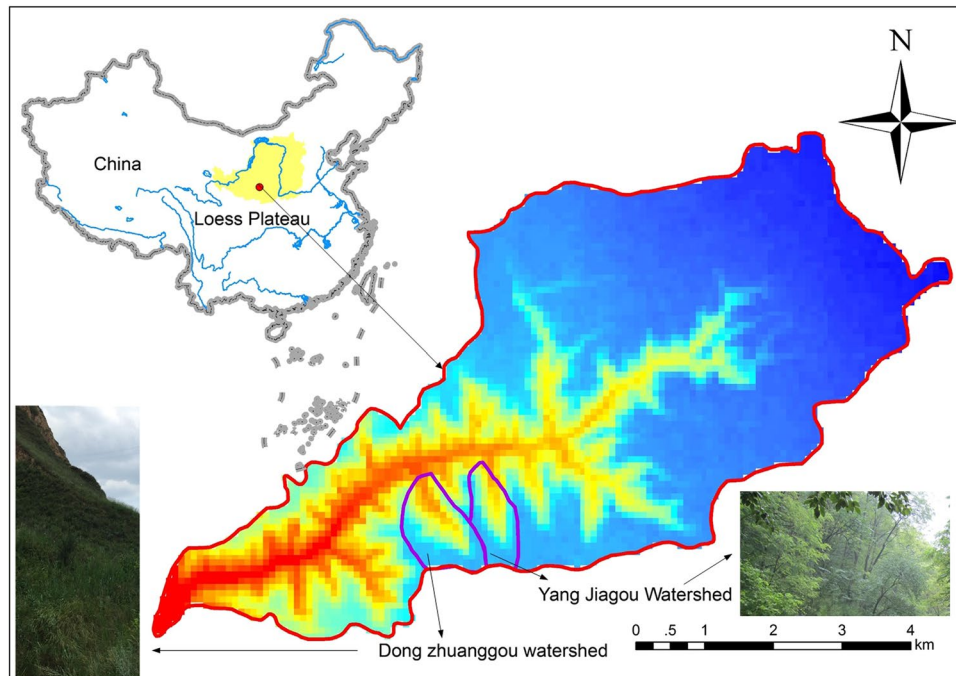 N
China
Loess Plateau
Yang Jiagou Watershed
Dong zhuanggou watershed
0 .5 1 2 3 4
km